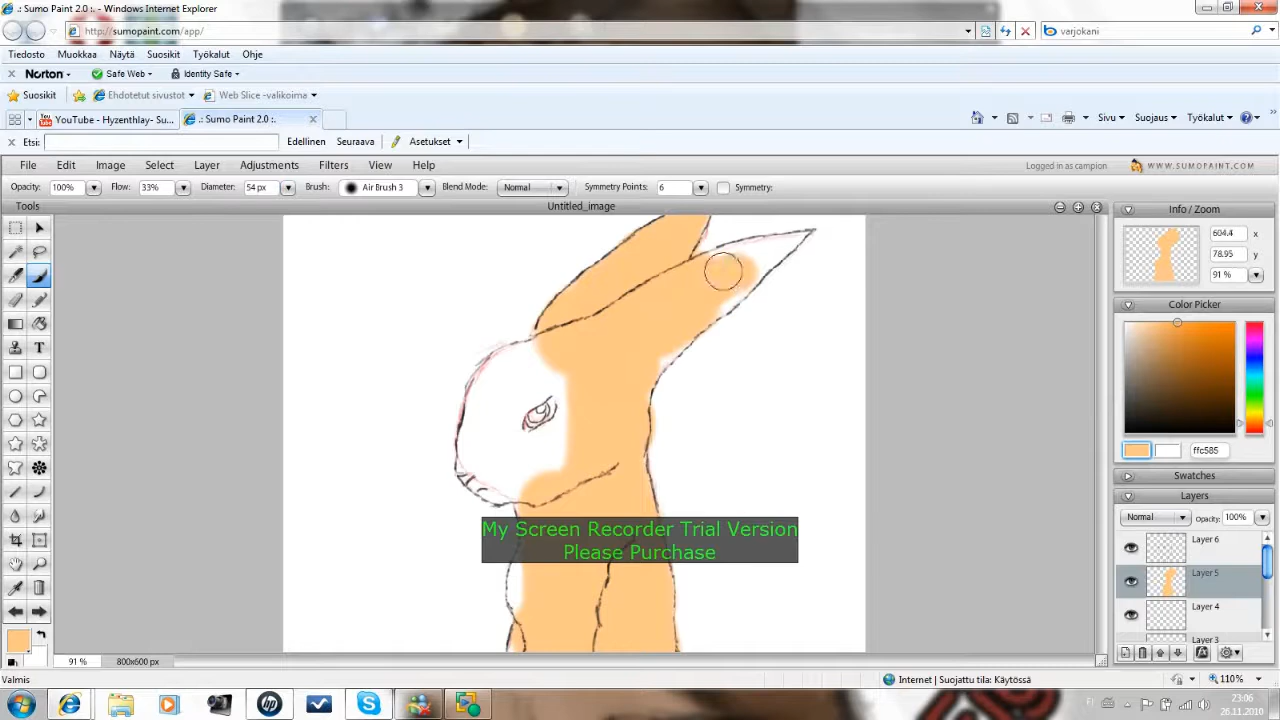 .: Sumo Paint 2.0 :. - Windows Internet Explorer
http://sumopaint.com/app/
varjokani
Tiedosto Muokkaa Näytä Suosikit Työkalut Ohje
Norton Safe Web Identity Safe
Suosikit Ehdotetut sivustot Web Slice -valikoima
YouTube - Hyzenthlay- Su... .: Sumo Paint 2.0 :. Sivu Suojaus Työkalut
Etsi: Edellinen Seuraava Asetukset
File Edit Image Select Layer Adjustments Filters View Help Logged in as campion WWW.SUMOPAINT.COM
Opacity: 100% Flow: 33% Diameter: 54 px Brush: Air Brush 3 Blend Mode: Normal Symmetry Points: 6 Symmetry:
Tools Untitled_image Info / Zoom
604.4 x
78.95 y
91 %
Color Picker
ffc585
Swatches
Layers
Normal Opacity: 100%
Layer 6
Layer 5
Layer 4
Layer 3
My Screen Recorder Trial Version
Please Purchase
91 % 800x600 px
Valmis Internet | Suojattu tila: Käytössä 110%
FI 23:06
26.11.2010